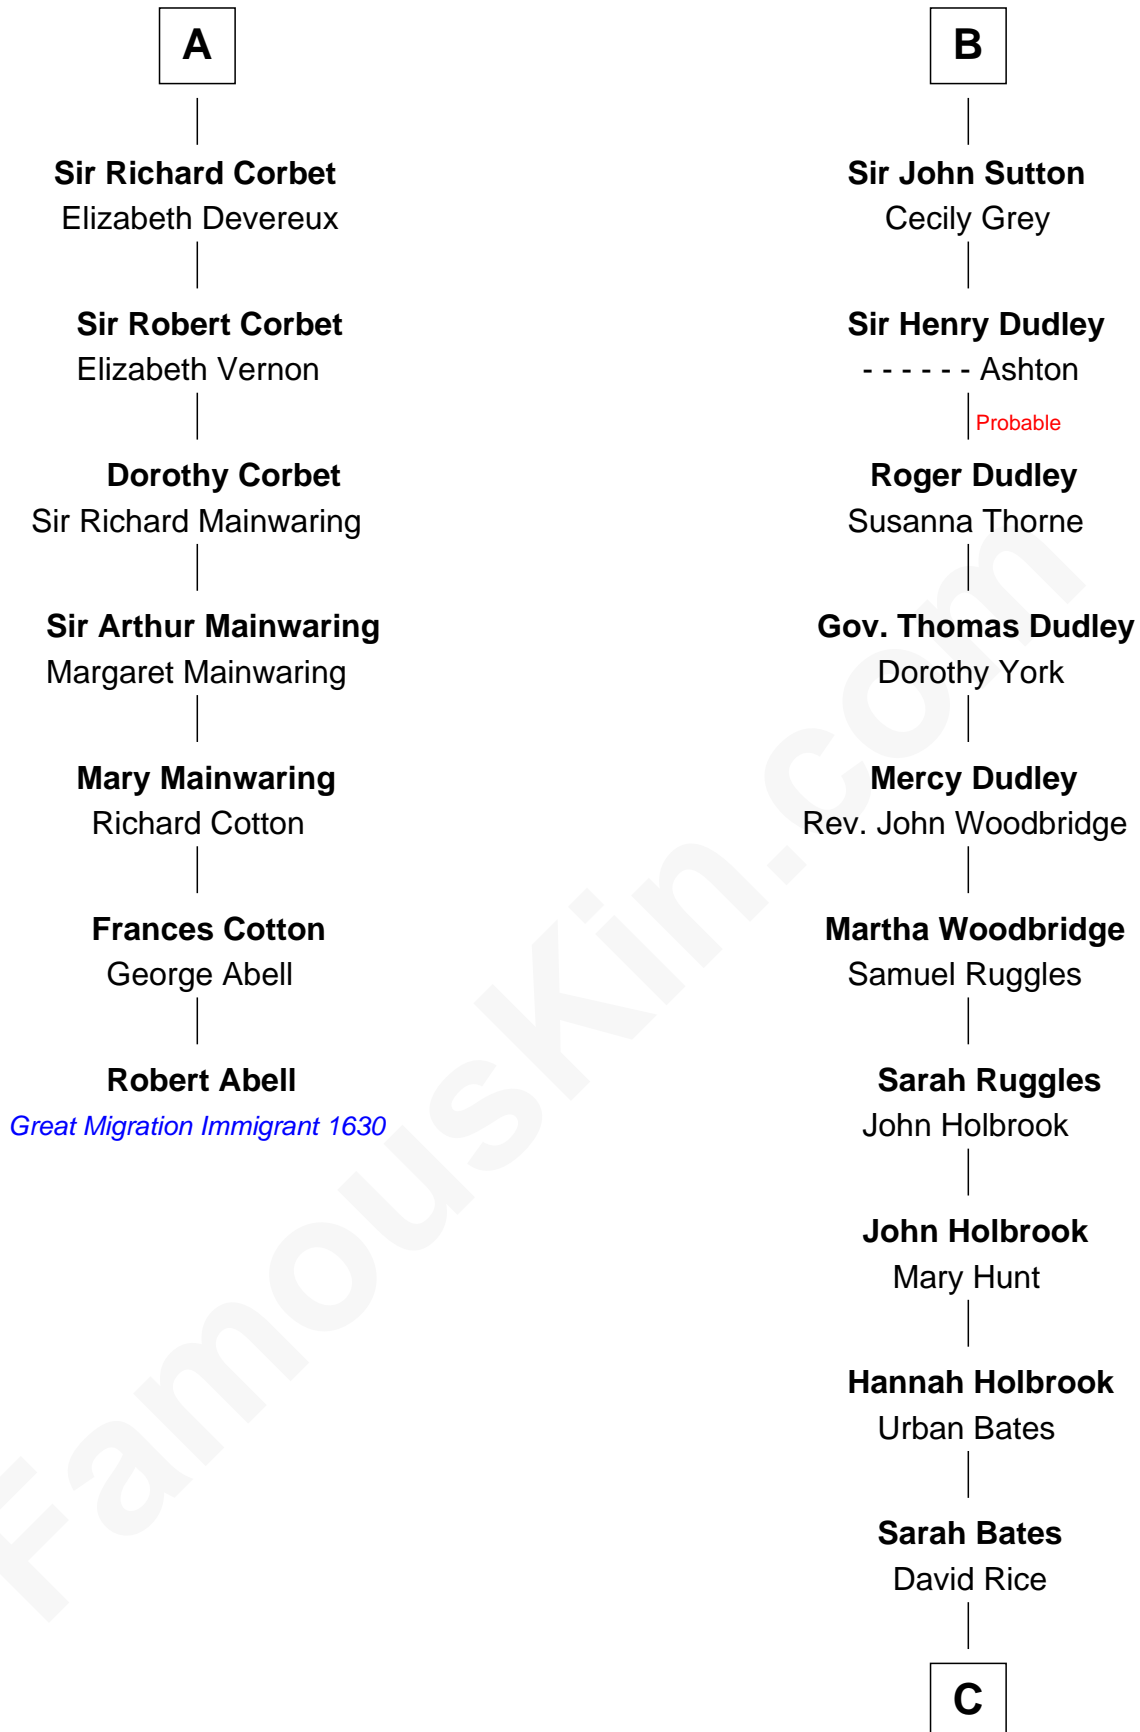 A
Sir Richard Corbet
Elizabeth Devereux
Sir Robert Corbet
Elizabeth Vernon
Dorothy Corbet
Sir Richard Mainwaring
Sir Arthur Mainwaring
Margaret Mainwaring
Mary Mainwaring
Richard Cotton
Frances Cotton
George Abell
Robert Abell
Great Migration Immigrant 1630
B
Sir John Sutton
Cecily Grey
Sir Henry Dudley
- - - - - - Ashton
Probable
Roger Dudley
Susanna Thorne
Gov. Thomas Dudley
Dorothy York
Mercy Dudley
Rev. John Woodbridge
Martha Woodbridge
Samuel Ruggles
Sarah Ruggles
John Holbrook
John Holbrook
Mary Hunt
Hannah Holbrook
Urban Bates
Sarah Bates
David Rice
C
FamousKin.com